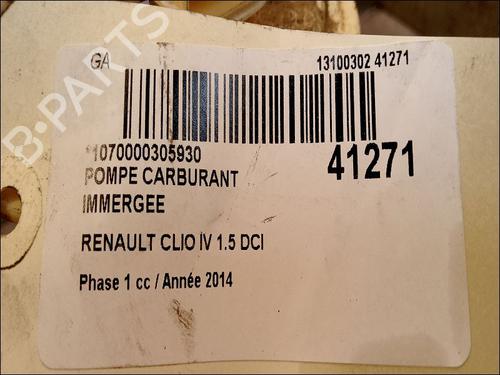 GA
13100302 41271
*1070000305930
41271
POMPE CARBURANT
IMMERGEE
RENAULT CLIO IV 1.5 DCI
Phase 1 cc / Année 2014
B-PARTS